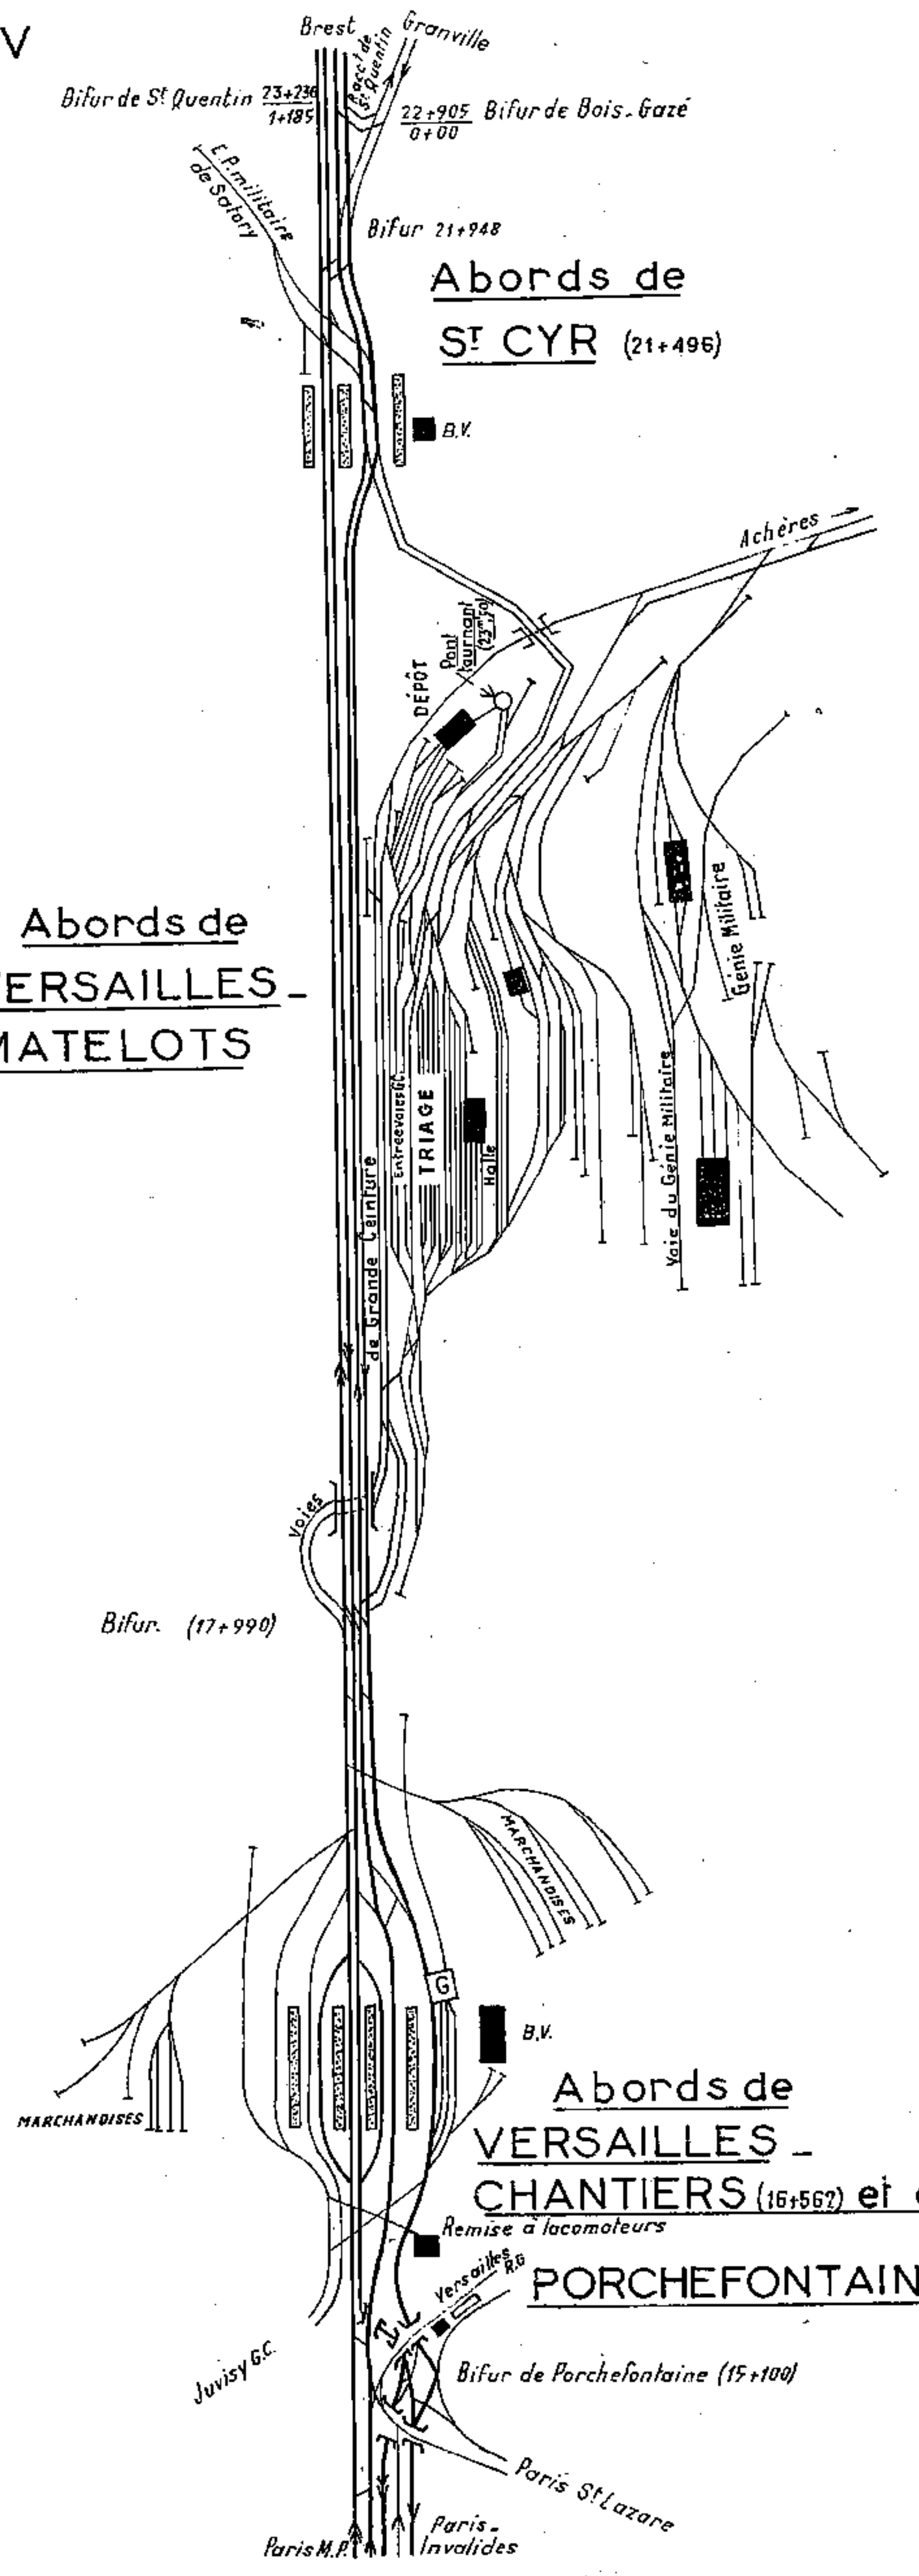 V
Brest
Granville
Racc.t de
St Quentin
Bifur de St Quentin 23+236
1+185
22+905 Bifur de Bois-Gazé
0+00
E.P. militaire
de Satory
Bifur 21+948
Abords de
ST CYR (21+496)
B.V.
Achères
Pont
tournant
DÉPÔT
Abords de
ERSAILLES -
MATELOTS
Génie Militaire
Entrée voies G.C.
TRIAGE
Halle
Voie du Génie Militaire
de Grande Ceinture
Voies
Bifur. (17+990)
MARCHANDISES
G
B.V.
MARCHANDISES
Abords de
VERSAILLES -
CHANTIERS (16+562) et
Remise à locomoteurs
Versailles
R.G
PORCHEFONTAIN
Juvisy G.C.
Bifur de Porchefontaine (15+100)
Paris St Lazare
Paris M.P.
Paris-
Invalides